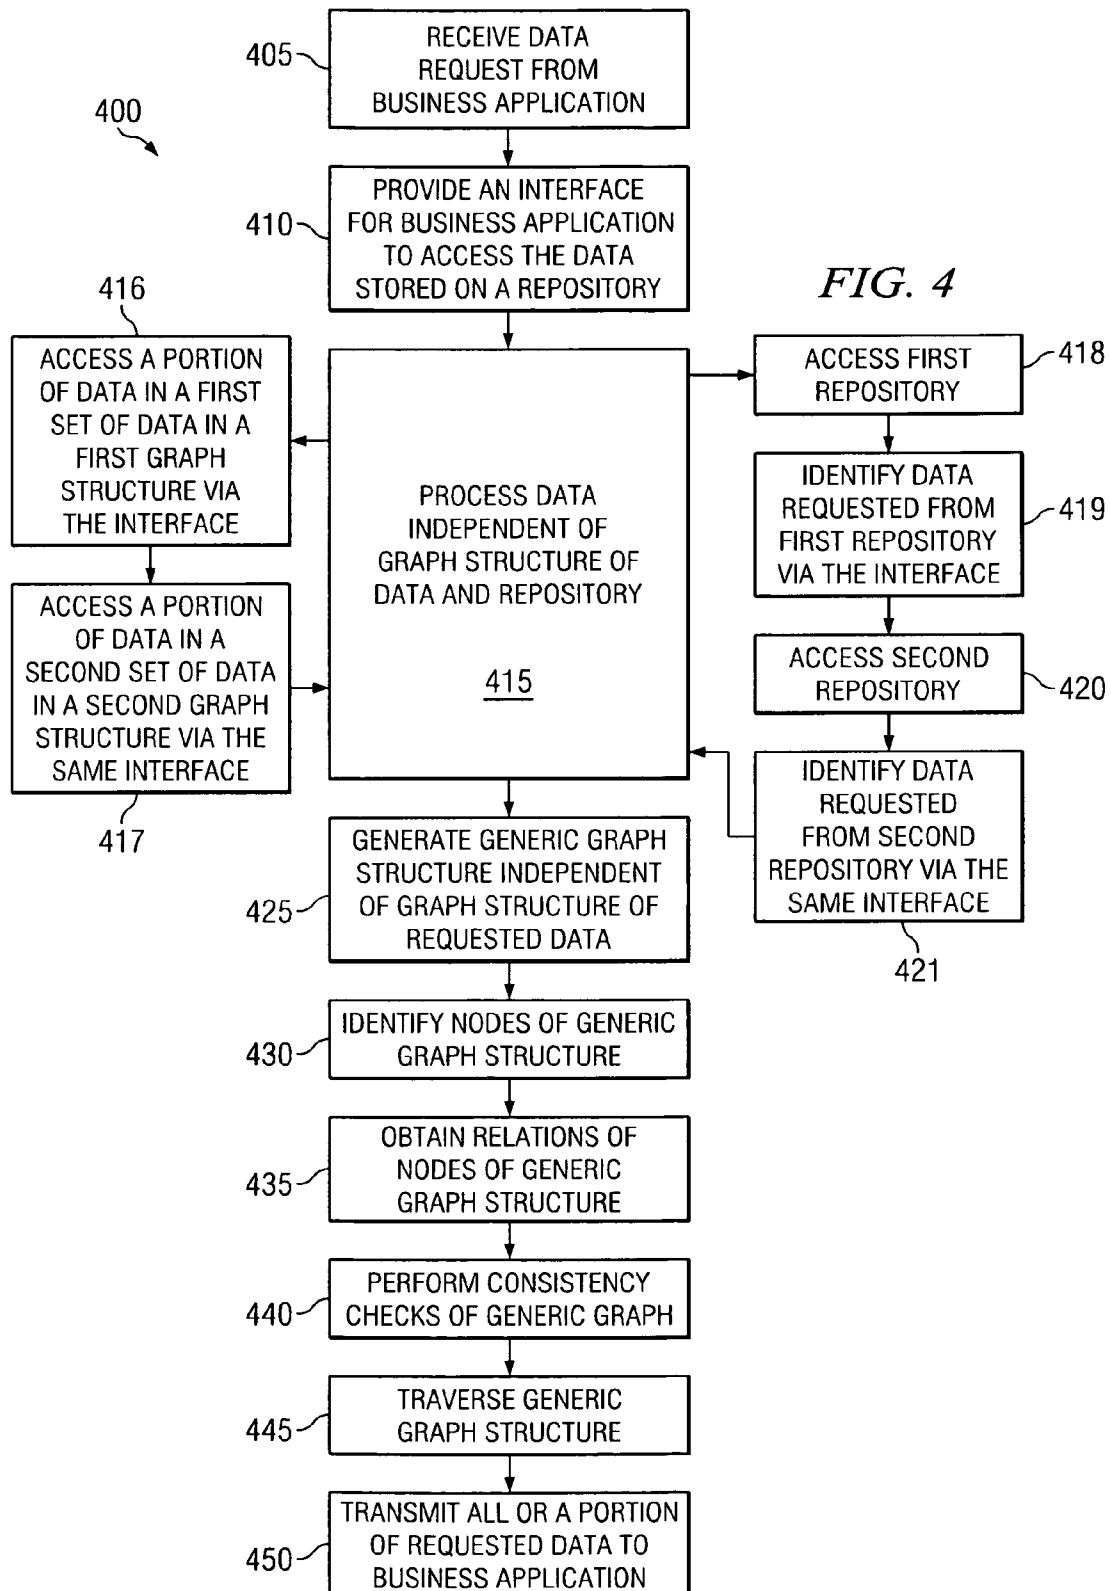 405
RECEIVE DATA
REQUEST FROM
BUSINESS APPLICATION
400
410
PROVIDE AN INTERFACE
FOR BUSINESS APPLICATION
TO ACCESS THE DATA
STORED ON A REPOSITORY
FIG. 4
416
ACCESS A PORTION
OF DATA IN A FIRST
SET OF DATA IN A
FIRST GRAPH
STRUCTURE VIA
THE INTERFACE
ACCESS A PORTION
OF DATA IN A
SECOND SET OF DATA
IN A SECOND GRAPH
STRUCTURE VIA THE
SAME INTERFACE
417
PROCESS DATA
INDEPENDENT OF
GRAPH STRUCTURE OF
DATA AND REPOSITORY
415
ACCESS FIRST
REPOSITORY
418
IDENTIFY DATA
REQUESTED FROM
FIRST REPOSITORY
VIA THE INTERFACE
419
ACCESS SECOND
REPOSITORY
420
IDENTIFY DATA
REQUESTED
FROM SECOND
REPOSITORY VIA THE
SAME INTERFACE
421
425
GENERATE GENERIC GRAPH
STRUCTURE INDEPENDENT
OF GRAPH STRUCTURE OF
REQUESTED DATA
430
IDENTIFY NODES OF GENERIC
GRAPH STRUCTURE
435
OBTAIN RELATIONS OF
NODES OF GENERIC
GRAPH STRUCTURE
440
PERFORM CONSISTENCY
CHECKS OF GENERIC GRAPH
445
TRAVERSE GENERIC
GRAPH STRUCTURE
450
TRANSMIT ALL OR A PORTION
OF REQUESTED DATA TO
BUSINESS APPLICATION